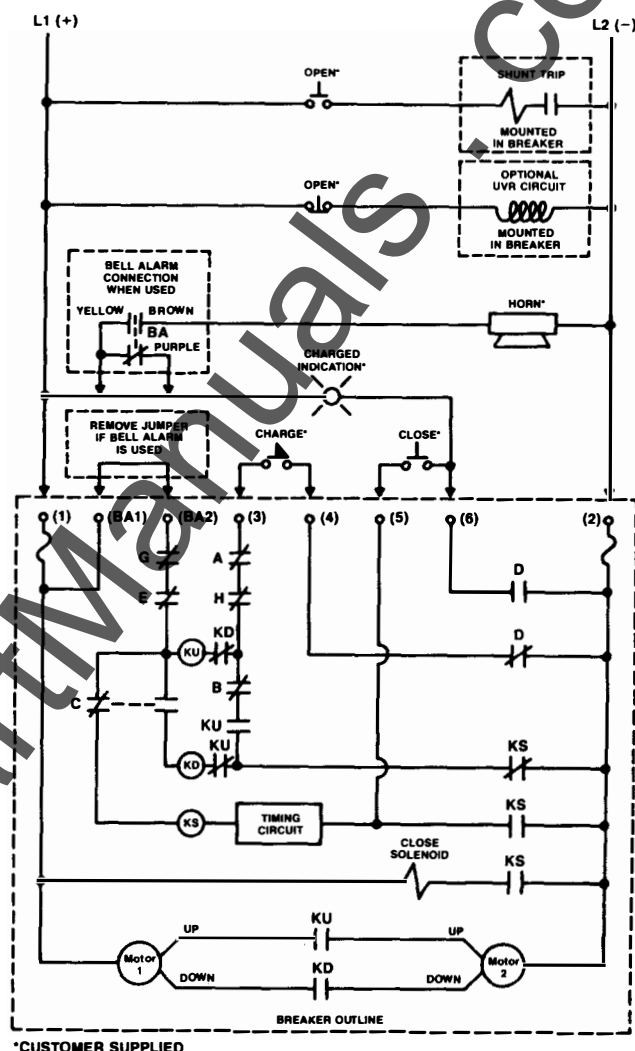 L1 (+)
L2 (–)
OPEN*
SHUNT TRIP
MOUNTED
IN BREAKER
OPEN*
OPTIONAL
UVR CIRCUIT
MOUNTED
IN BREAKER
BELL ALARM
CONNECTION
WHEN USED
YELLOW
BROWN
BA
PURPLE
HORN*
CHARGED
INDICATION*
REMOVE JUMPER
IF BELL ALARM
IS USED
CHARGE*
CLOSE*
(1)
(BA1)
(BA2)
(3)
(4)
(5)
(6)
(2)
G
A
D
E
H
KD
D
KU
B
C
KU
KU
KS
KD
KS
KS
TIMING
CIRCUIT
CLOSE
SOLENOID
KS
UP
KU
UP
Motor
1
Motor
2
DOWN
KD
DOWN
BREAKER OUTLINE
*CUSTOMER SUPPLIED
rtManuals.co